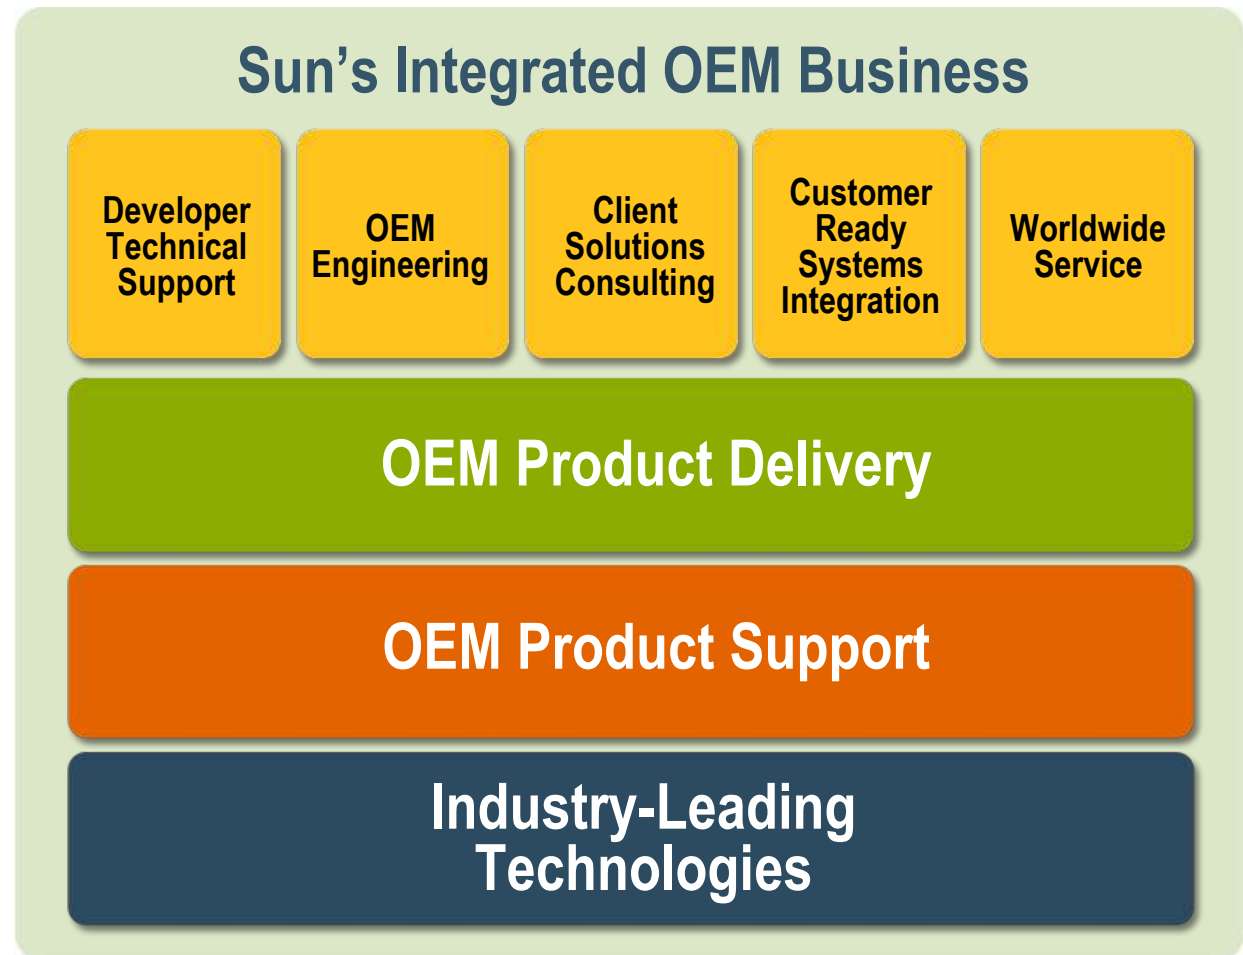 Sun’s Integrated OEM Business
Developer
Technical
Support
OEM
Engineering
Client
Solutions
Consulting
Customer
Ready
Systems
Integration
Worldwide
Service
OEM Product Delivery
OEM Product Support
Industry-Leading
Technologies